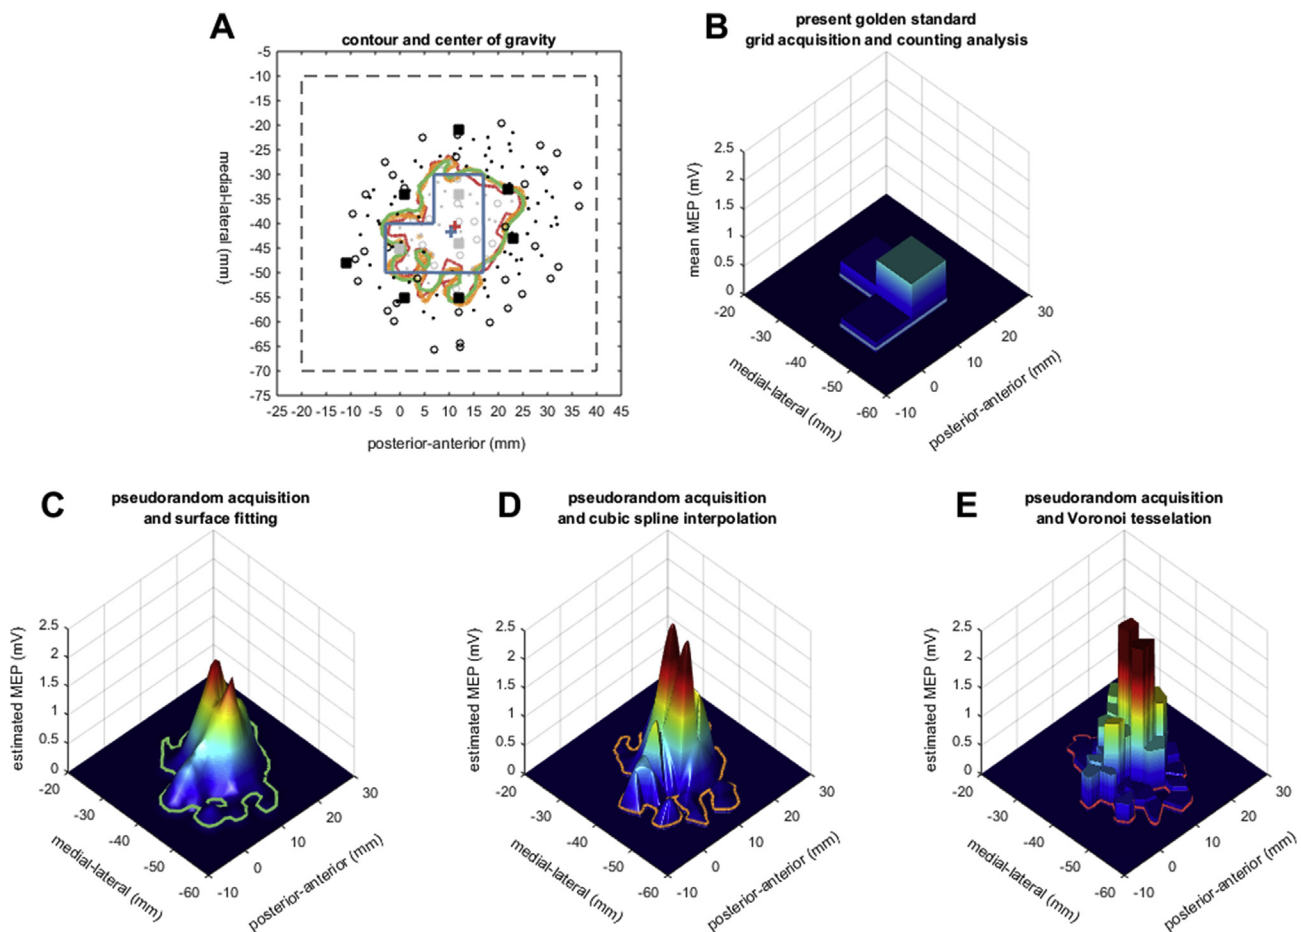 A
contour and center of gravity
-5
-10
-15
-20
-25
-30
-35
-40
-45
-50
-55
-60
-65
-70
-75
-25 -20 -15 -10 -5 0 5 10 15 20 25 30 35 40 45
medial-lateral (mm)
posterior-anterior (mm)
B
present golden standard
grid acquisition and counting analysis
2.5
2
1.5
1
0.5
0
mean MEP (mV)
-20
-30
-40
-50
-60
medial-lateral (mm)
-10
0
10
20
30
posterior-anterior (mm)
C
pseudorandom acquisition
and surface fitting
2.5
2
1.5
1
0.5
0
estimated MEP (mV)
-20
-30
-40
-50
-60
medial-lateral (mm)
-10
0
10
20
30
posterior-anterior (mm)
D
pseudorandom acquisition
and cubic spline interpolation
2.5
2
1.5
1
0.5
0
estimated MEP (mV)
-20
-30
-40
-50
-60
medial-lateral (mm)
-10
0
10
20
30
posterior-anterior (mm)
E
pseudorandom acquisition
and Voronoi tesselation
2.5
2
1.5
1
0.5
0
estimated MEP (mV)
-20
-30
-40
-50
-60
medial-lateral (mm)
-10
0
10
20
30
posterior-anterior (mm)